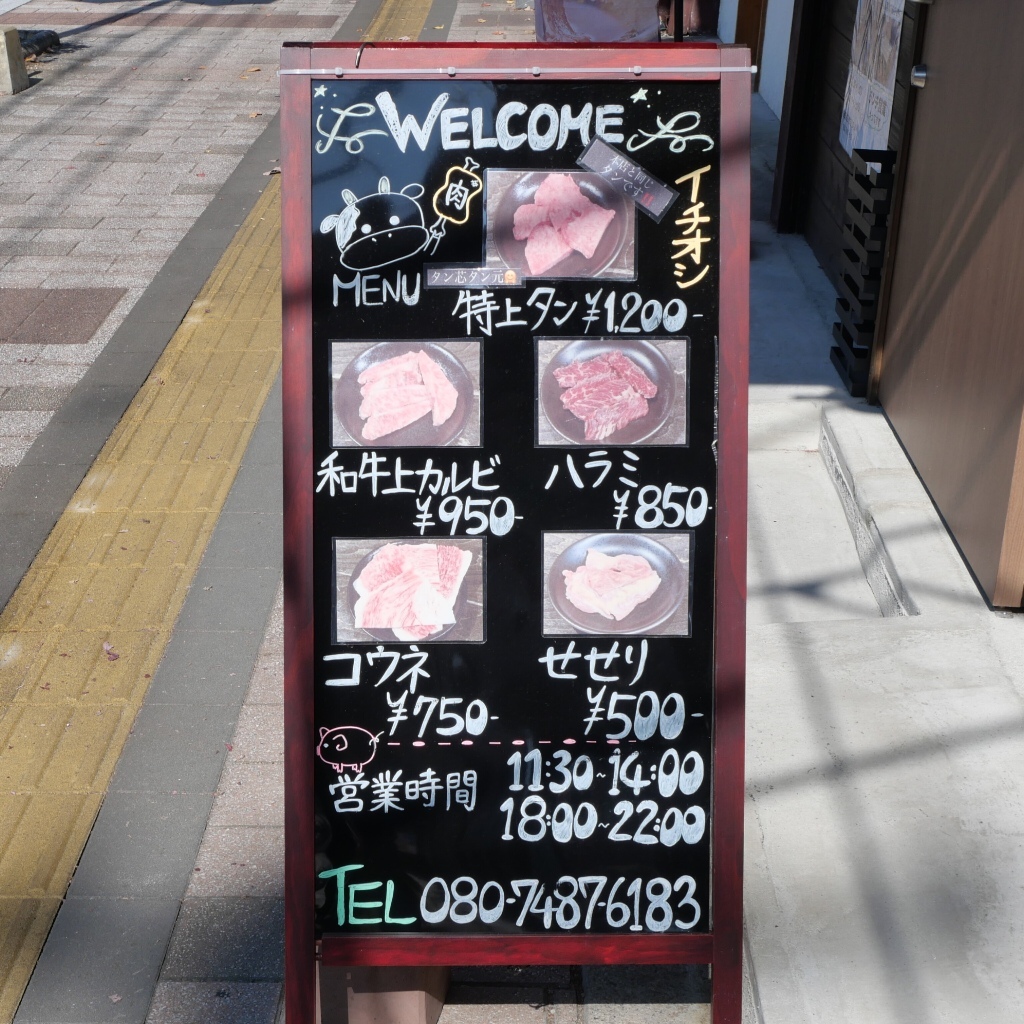 WELCOME
肉
イチオシ
タン芯タン元
MENU
特上タン ¥1,200-
和牛上カルビ
¥950-
ハラミ
¥850-
コウネ
¥750-
せせり
¥500-
営業時間
11:30~14:00
18:00~22:00
TEL 080-7487-6183